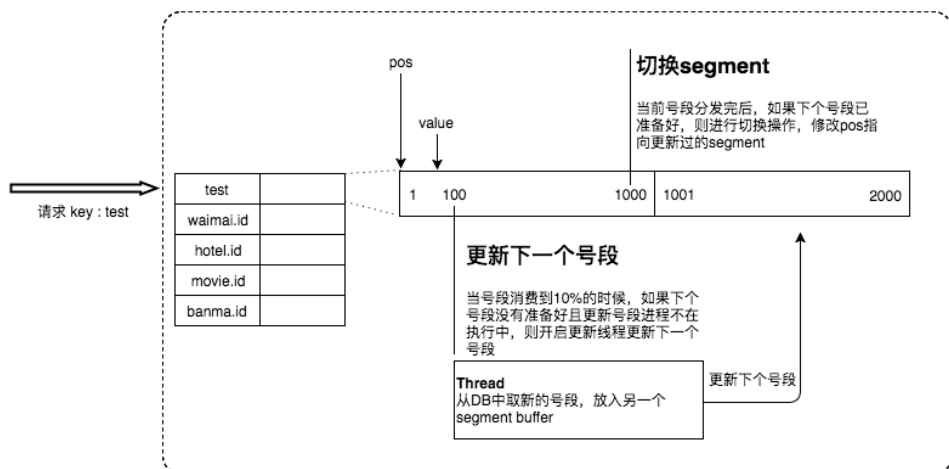 pos
value
切换segment
当前号段分发完后，如果下个号段已
准备好，则进行切换操作，修改pos指
向更新过的segment
请求 key : test
test
waimai.id
hotel.id
movie.id
banma.id
1
100
1000
1001
2000
更新下一个号段
当号段消费到10%的时候，如果下个
号段没有准备好且更新号段进程不在
执行中，则开启更新线程更新下一个
号段
Thread
从DB中取新的号段，放入另一个
segment buffer
更新下个号段